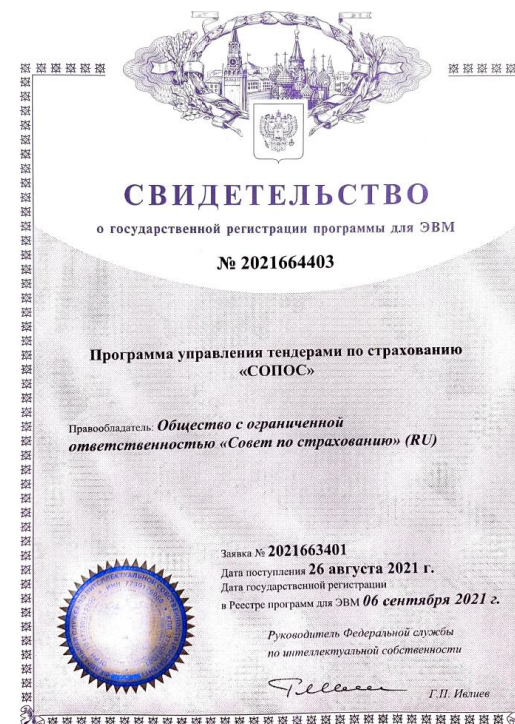 СВИДЕТЕЛЬСТВО
о государственной регистрации программы для ЭВМ
№ 2021664403
Программа управления тендерами по страхованию
«СОПОС»
Правообладатель: Общество с ограниченной
ответственностью «Совет по страхованию» (RU)
Заявка № 2021663401
Дата поступления 26 августа 2021 г.
Дата государственной регистрации
в Реестре программ для ЭВМ 06 сентября 2021 г.
Руководитель Федеральной службы
по интеллектуальной собственности
Г.П. Ивлиев